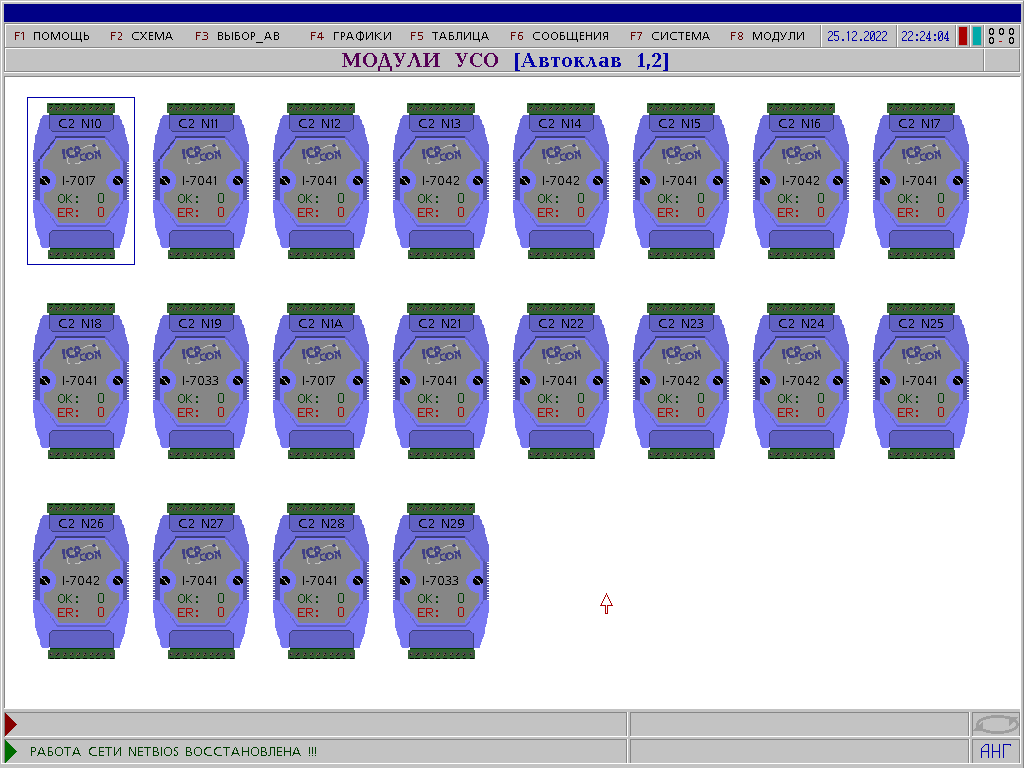 F1 ПОМОЩЬ F2 СХЕМА F3 ВЫБОР_АВ F4 ГРАФИКИ F5 ТАБЛИЦА F6 СООБЩЕНИЯ F7 СИСТЕМА F8 МОДУЛИ 25.12.2022 22:24:04
МОДУЛИ УСО [Автоклав 1,2]
C2 N10 C2 N11 C2 N12 C2 N13 C2 N14 C2 N15 C2 N16 C2 N17
ICPCON ICPCON ICPCON ICPCON ICPCON ICPCON ICPCON ICPCON
I-7017 I-7041 I-7041 I-7042 I-7042 I-7041 I-7042 I-7041
OK: 0 OK: 0 OK: 0 OK: 0 OK: 0 OK: 0 OK: 0 OK: 0
ER: 0 ER: 0 ER: 0 ER: 0 ER: 0 ER: 0 ER: 0 ER: 0
C2 N18 C2 N19 C2 N1A C2 N21 C2 N22 C2 N23 C2 N24 C2 N25
ICPCON ICPCON ICPCON ICPCON ICPCON ICPCON ICPCON ICPCON
I-7041 I-7033 I-7017 I-7041 I-7041 I-7042 I-7042 I-7041
OK: 0 OK: 0 OK: 0 OK: 0 OK: 0 OK: 0 OK: 0 OK: 0
ER: 0 ER: 0 ER: 0 ER: 0 ER: 0 ER: 0 ER: 0 ER: 0
C2 N26 C2 N27 C2 N28 C2 N29
ICPCON ICPCON ICPCON ICPCON
I-7042 I-7041 I-7041 I-7033
OK: 0 OK: 0 OK: 0 OK: 0
ER: 0 ER: 0 ER: 0 ER: 0
РАБОТА СЕТИ NETBIOS ВОССТАНОВЛЕНА !!! АНГ